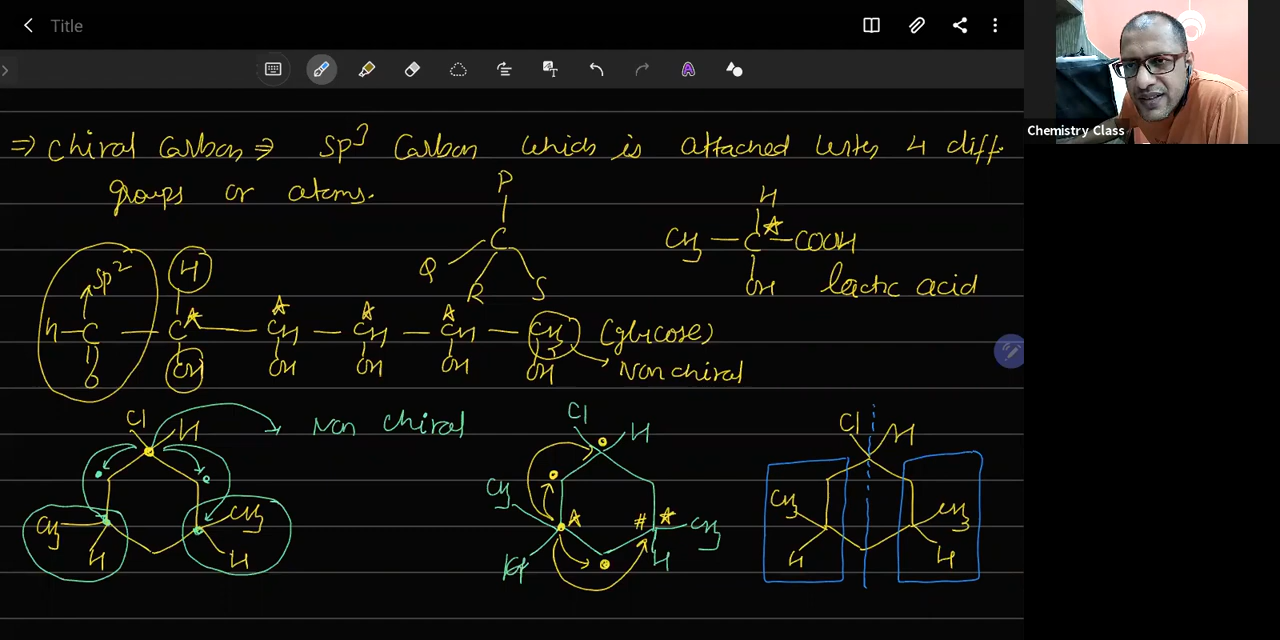 Title
Chemistry Class
⇒ Chiral Carbon ⇒ sp³ Carbon which is attached with 4 diff.
groups or atoms.
P
C
Q
R S
H
CH₃ — C* — COOH
OH lactic acid
sp² H
H — C — C* — CH — CH — CH — CH₂ (glucose)
O OH OH OH OH OH Non chiral
Cl H Non chiral
CH₃ CH₃
H H
Cl H
CH₃ # CH₃
H H
Cl H
CH₃ CH₃
H H